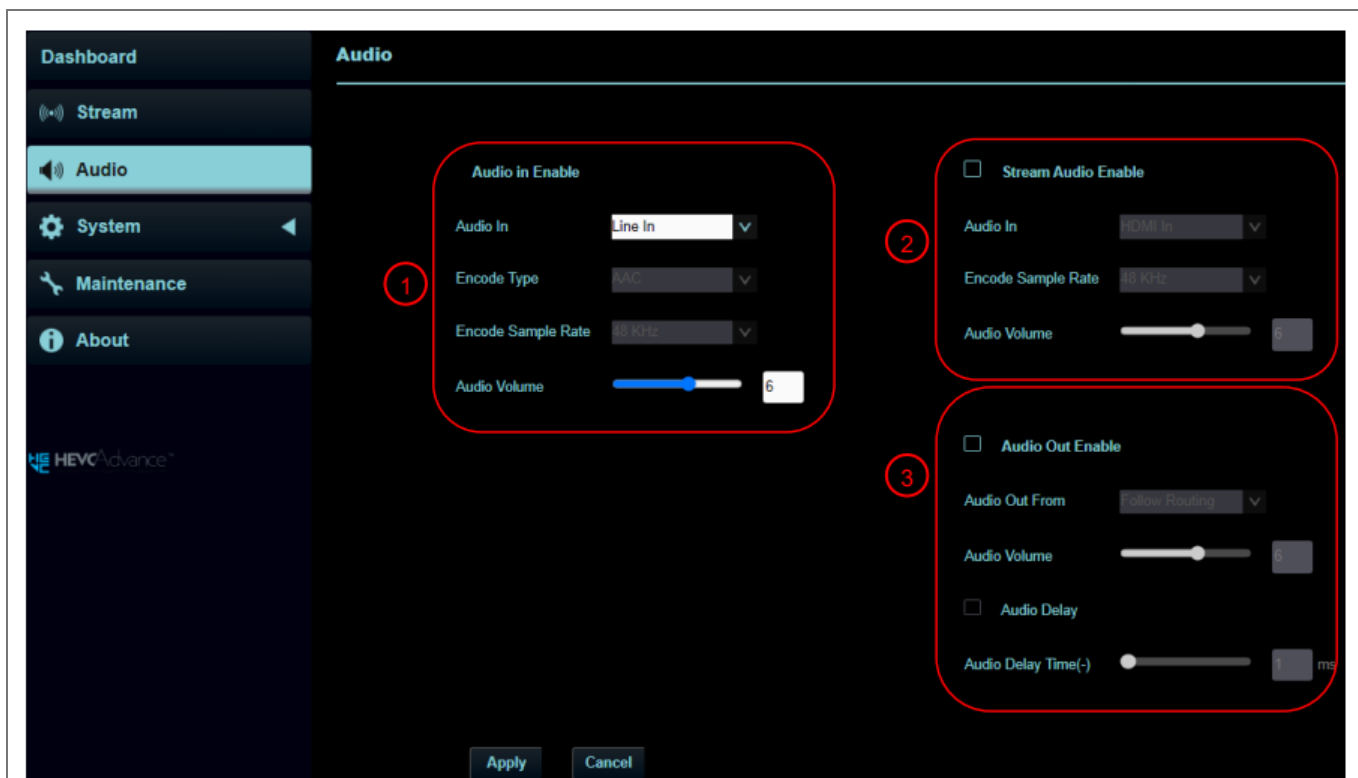 Dashboard
Stream
Audio
System
Maintenance
About
HEVC Advance™
Audio
1
Audio in Enable
Audio In Line In
Encode Type AAC
Encode Sample Rate 48 KHz
Audio Volume 6
2
Stream Audio Enable
Audio In HDMI In
Encode Sample Rate 48 KHz
Audio Volume 6
3
Audio Out Enable
Audio Out From Follow Routing
Audio Volume 6
Audio Delay
Audio Delay Time(-) 1 ms
Apply Cancel